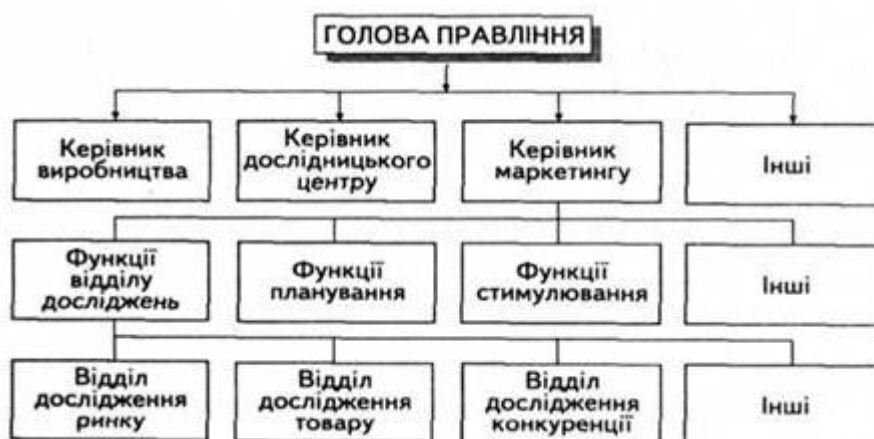 ГОЛОВА ПРАВЛІННЯ
Керівник
виробництва
Керівник
дослідницького
центру
Керівник
маркетингу
Інші
Функції
відділу
досліджень
Функції
планування
Функції
стимулювання
Інші
Відділ
дослідження
ринку
Відділ
дослідження
товару
Відділ
дослідження
конкуренції
Інші